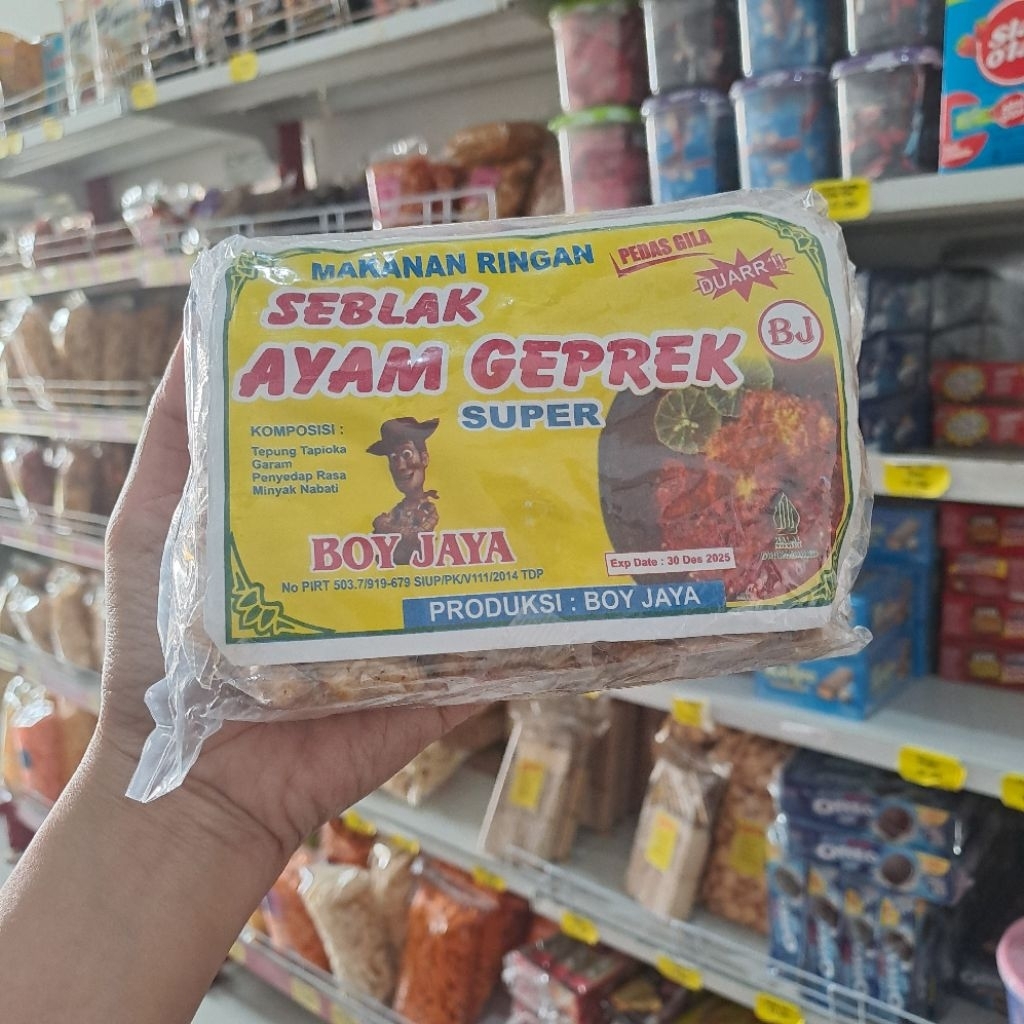 MAKANAN RINGAN
PEDAS GILA
DUARR!!
SEBLAK
AYAM GEPREK
SUPER
BJ
KOMPOSISI :
Tepung Tapioka
Garam
Penyedap Rasa
Minyak Nabati
BOY JAYA
No PIRT 503.7/919-679 SIUP/PK/V111/2014 TDP
Exp Date : 30 Des 2025
PRODUKSI : BOY JAYA